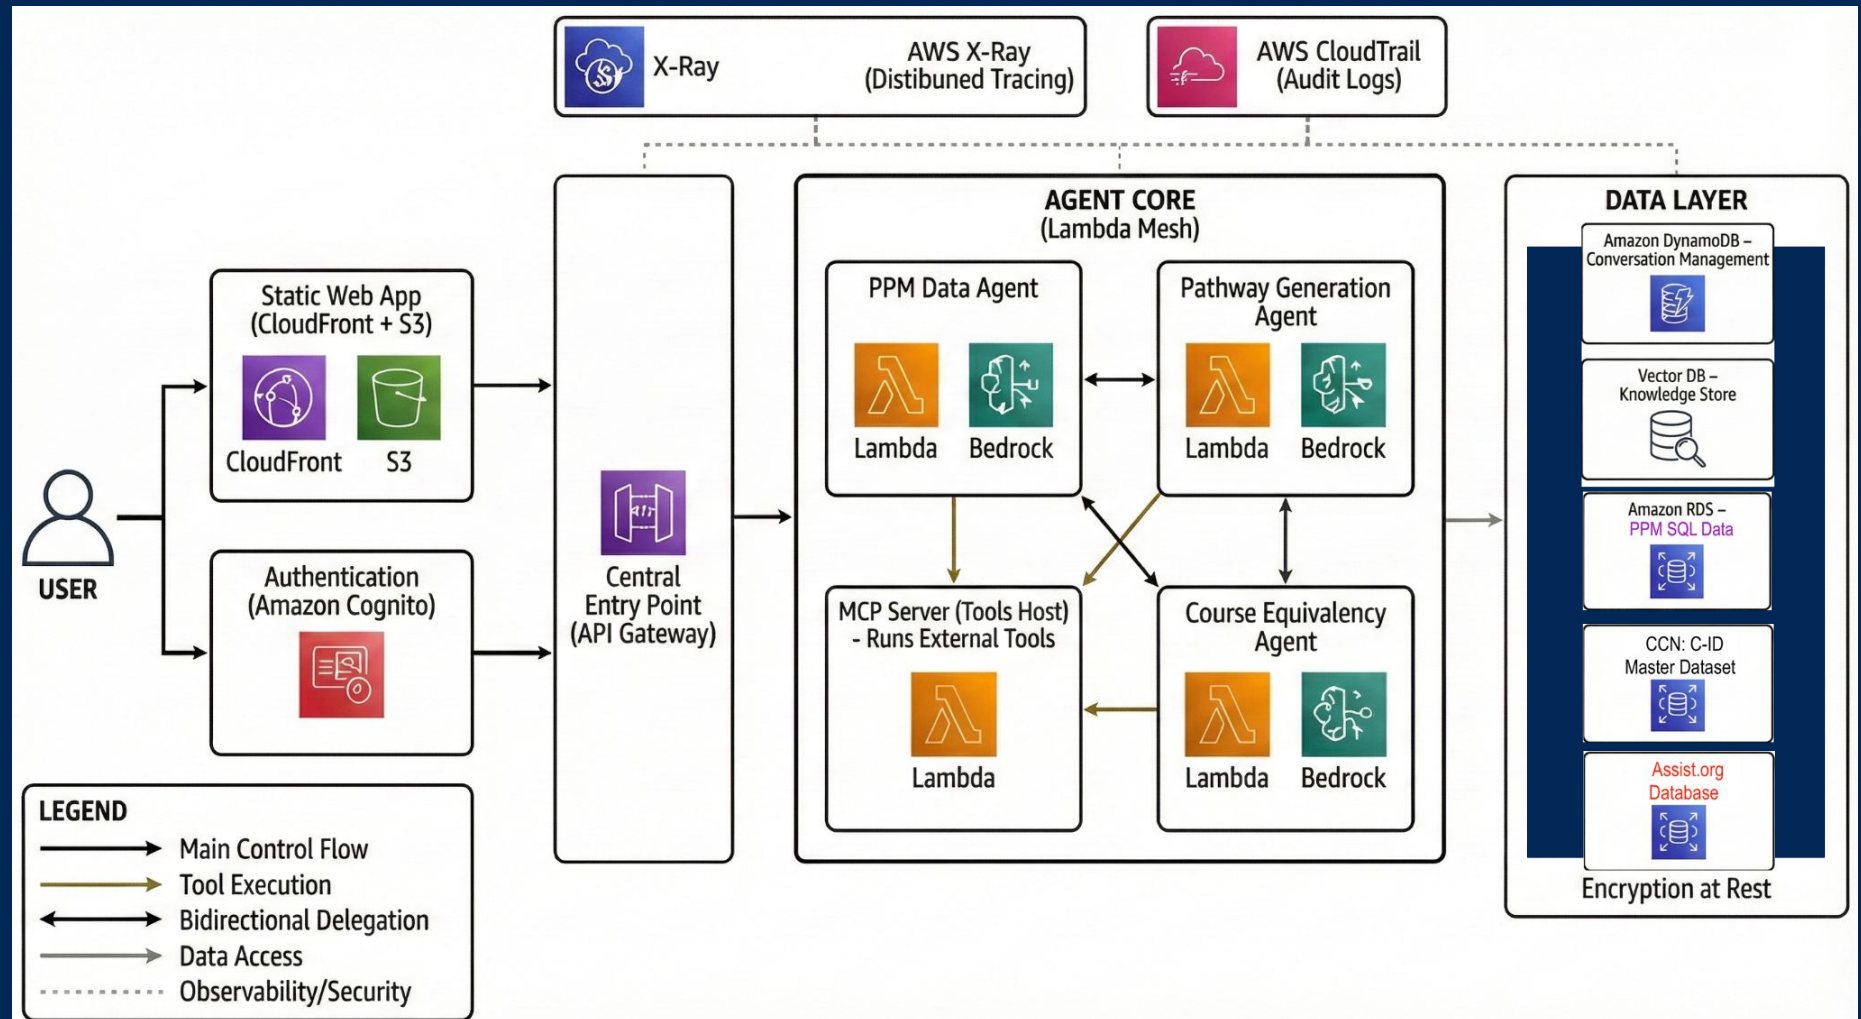 X-Ray
AWS X-Ray
(Distibuned Tracing)
AWS CloudTrail
(Audit Logs)
USER
Static Web App
(CloudFront + S3)
CloudFront
S3
Authentication
(Amazon Cognito)
Central
Entry Point
(API Gateway)
AGENT CORE
(Lambda Mesh)
PPM Data Agent
Lambda
Bedrock
Pathway Generation
Agent
Lambda
Bedrock
MCP Server (Tools Host)
- Runs External Tools
Lambda
Course Equivalency
Agent
Lambda
Bedrock
DATA LAYER
Amazon DynamoDB –
Conversation Management
Vector DB –
Knowledge Store
Amazon RDS –
PPM SQL Data
CCN: C-ID
Master Dataset
Assist.org
Database
Encryption at Rest
LEGEND
Main Control Flow
Tool Execution
Bidirectional Delegation
Data Access
Observability/Security